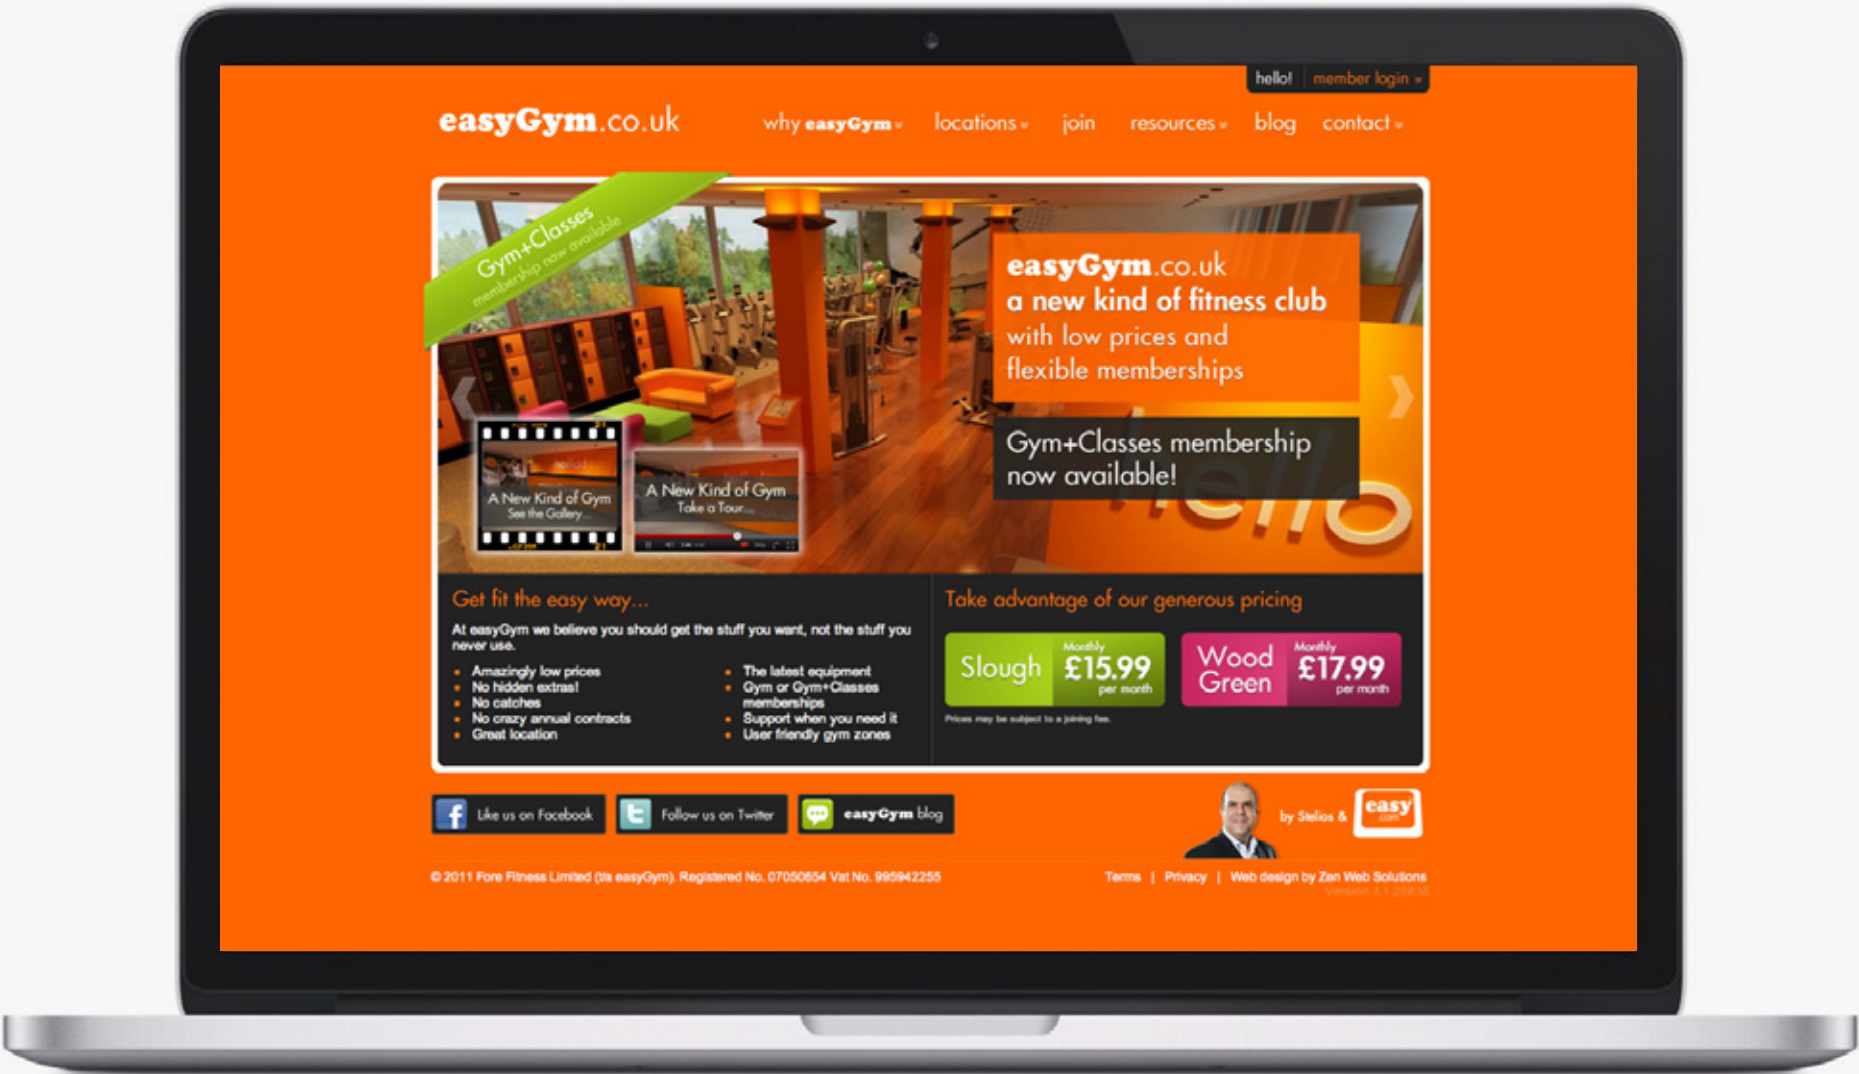 hello! member login
easyGym.co.uk
why easyGym locations join resources blog contact
Gym+Classes
membership now available
easyGym.co.uk
a new kind of fitness club
with low prices and
flexible memberships
Gym+Classes membership
now available!
hello
A New Kind of Gym
See the Gallery...
A New Kind of Gym
Take a Tour...
Get fit the easy way...
At easyGym we believe you should get the stuff you want, not the stuff you
never use.
Amazingly low prices
No hidden extras!
No catches
No crazy annual contracts
Great location
The latest equipment
Gym or Gym+Classes
memberships
Support when you need it
User friendly gym zones
Take advantage of our generous pricing
Slough
Monthly
£15.99
per month
Wood
Green
Monthly
£17.99
per month
Prices may be subject to a joining fee.
Like us on Facebook
Follow us on Twitter
easyGym blog
by Stelios &
easy
.com
© 2011 Fore Fitness Limited (t/a easyGym). Registered No. 07050654 Vat No. 995942255
Terms | Privacy | Web design by Zen Web Solutions